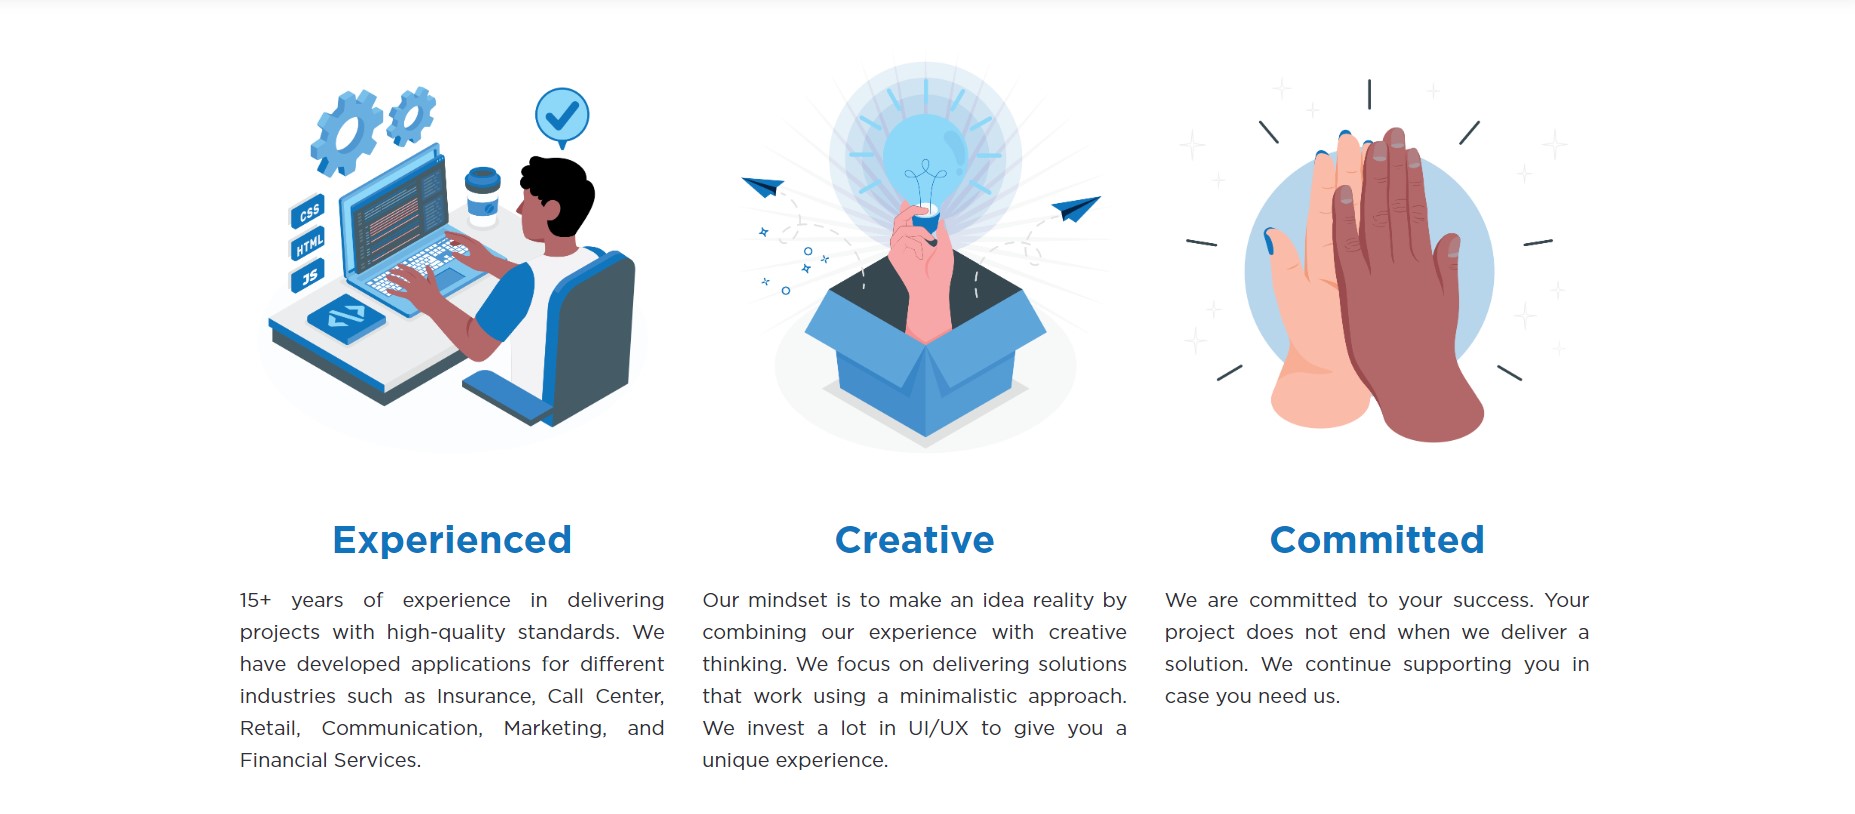 CSS
HTML
JS
</>
Experienced
15+ years of experience in delivering
projects with high-quality standards. We
have developed applications for different
industries such as Insurance, Call Center,
Retail, Communication, Marketing, and
Financial Services.
Creative
Our mindset is to make an idea reality by
combining our experience with creative
thinking. We focus on delivering solutions
that work using a minimalistic approach.
We invest a lot in UI/UX to give you a
unique experience.
Committed
We are committed to your success. Your
project does not end when we deliver a
solution. We continue supporting you in
case you need us.